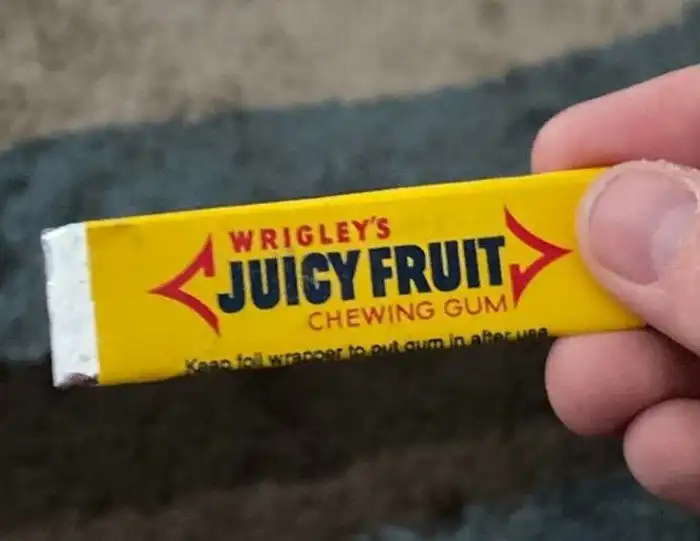 WRIGLEY'S
JUICY FRUIT
CHEWING GUM
Keep foil wrapper to put gum in after use